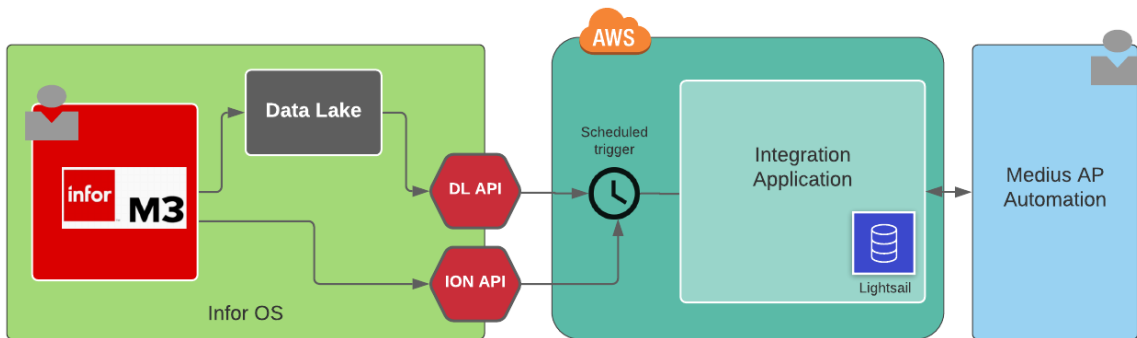 AWS
Data Lake
Scheduled
trigger
Integration
Application
infor
M3
DL API
Medius AP
Automation
ION API
Lightsail
Infor OS